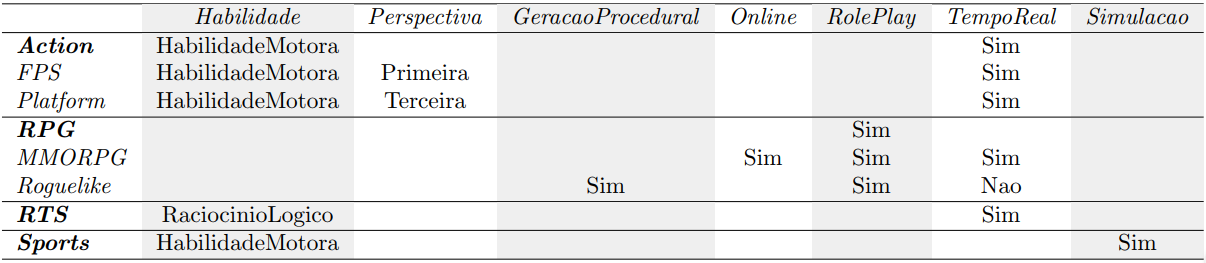 Habilidade Perspectiva GeracaoProcedural Online RolePlay TempoReal Simulacao
Action HabilidadeMotora Sim
FPS HabilidadeMotora Primeira Sim
Platform HabilidadeMotora Terceira Sim
RPG Sim
MMORPG Sim Sim Sim
Roguelike Sim Sim Nao
RTS RaciocinioLogico Sim
Sports HabilidadeMotora Sim